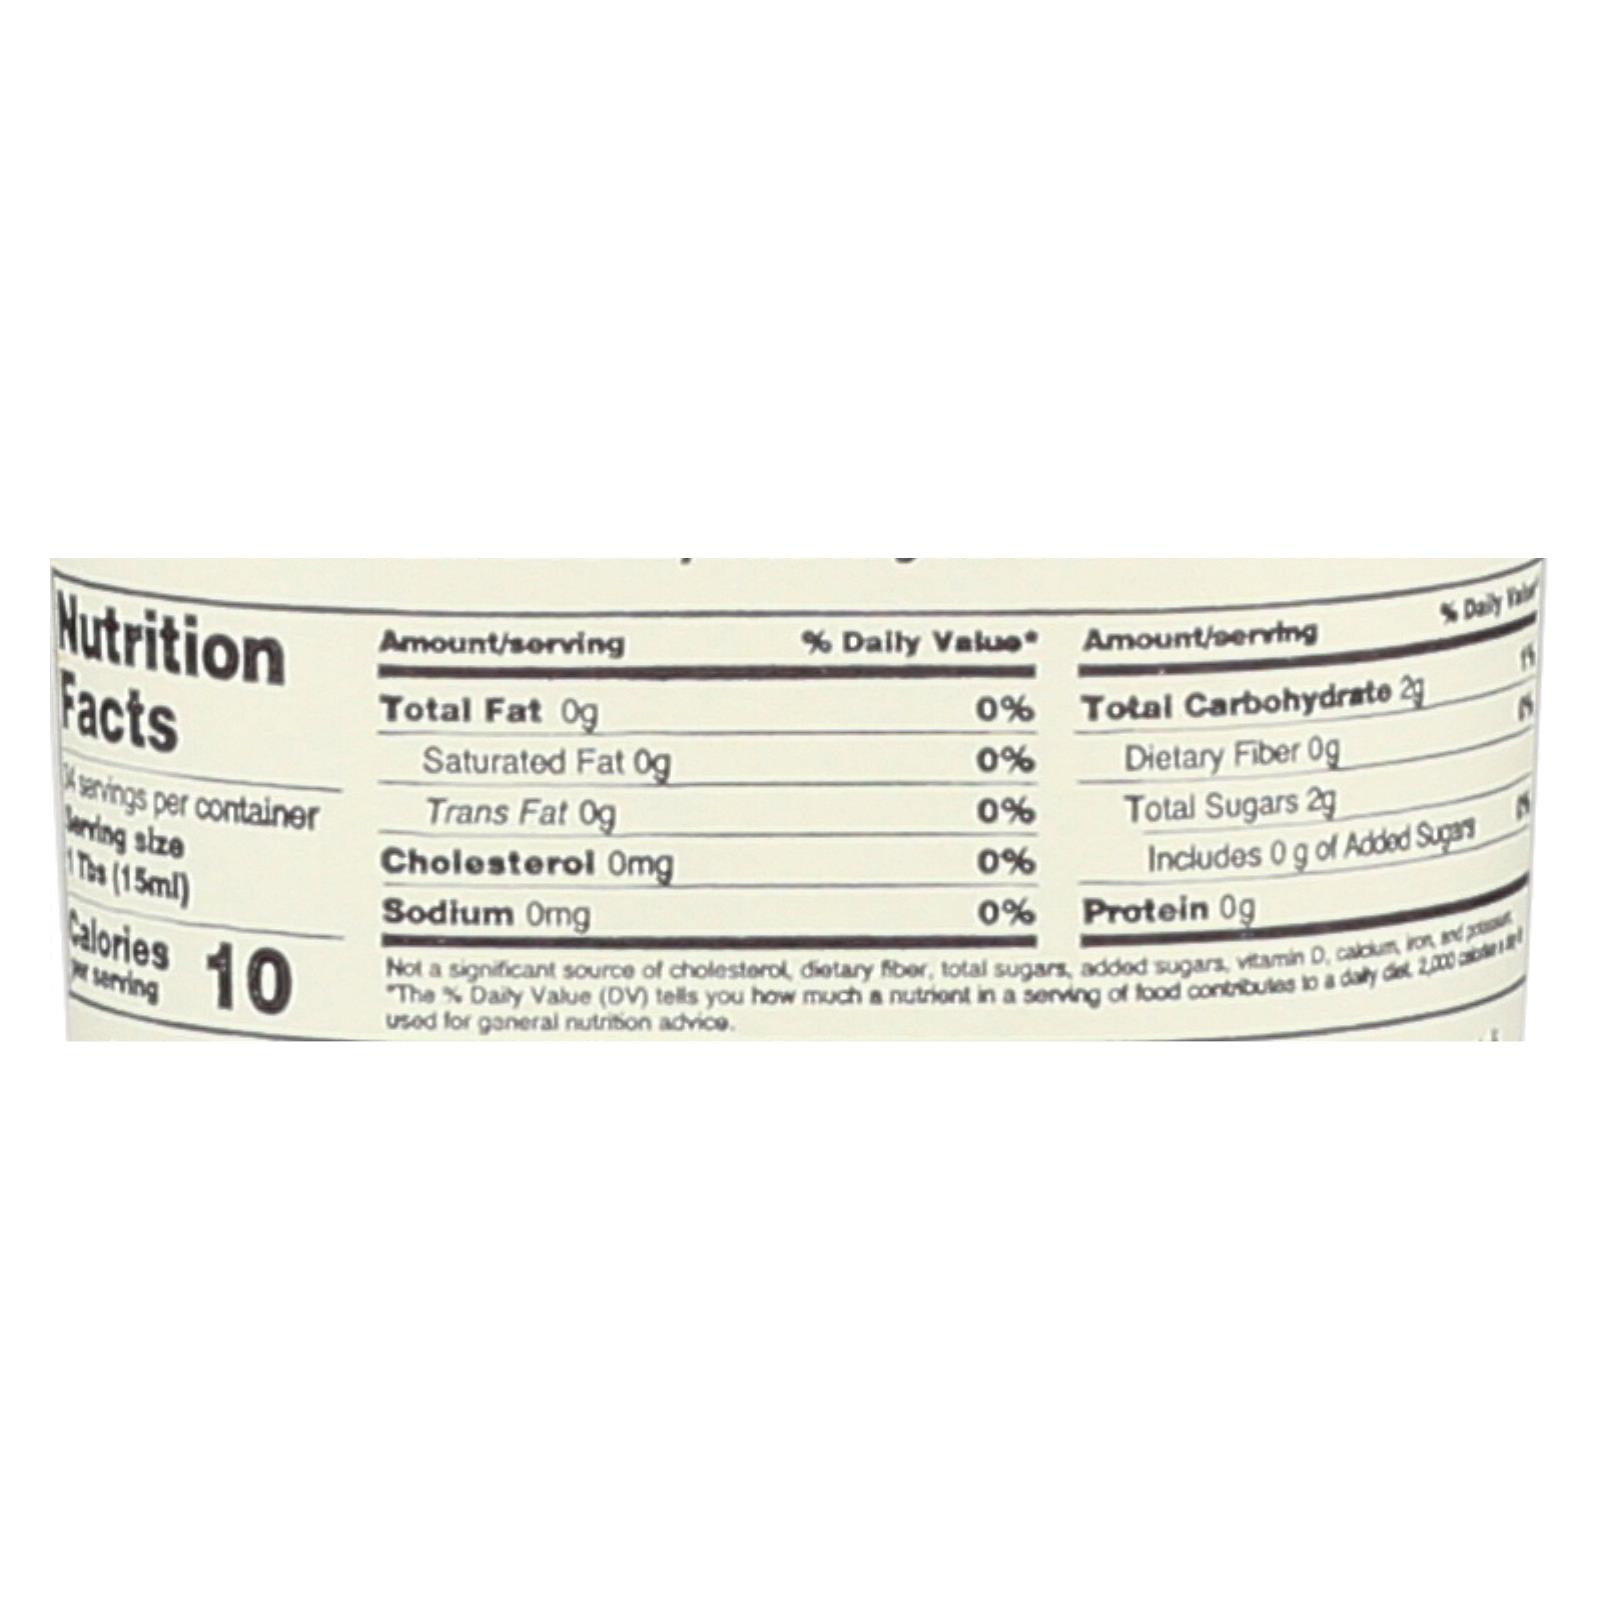 Nutrition
Facts
34 servings per container
Serving size
1 Tbs (15ml)
Calories
per serving
10
Amount/serving % Daily Value*
Total Fat 0g 0%
Saturated Fat 0g 0%
Trans Fat 0g 0%
Cholesterol 0mg 0%
Sodium 0mg 0%
Amount/serving % Daily Value*
Total Carbohydrate 2g 1%
Dietary Fiber 0g 0%
Total Sugars 2g
Includes 0 g of Added Sugars 0%
Protein 0g
Not a significant source of cholesterol, dietary fiber, total sugars, added sugars, vitamin D, calcium, iron, and potassium.
*The % Daily Value (DV) tells you how much a nutrient in a serving of food contributes to a daily diet. 2,000 calories a day is
used for general nutrition advice.